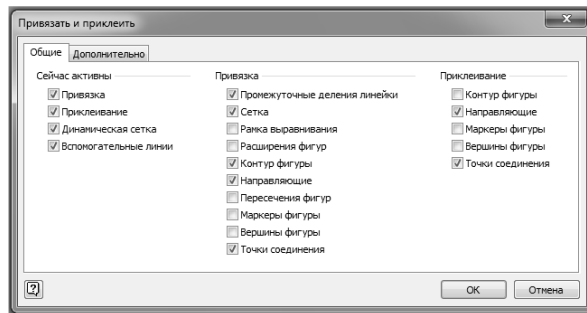 Привязать и приклеить
Общие
Дополнительно
Сейчас активны
Привязка
Приклеивание
Динамическая сетка
Вспомогательные линии
Привязка
Промежуточные деления линейки
Сетка
Рамка выравнивания
Расширения фигур
Контур фигуры
Направляющие
Пересечения фигур
Маркеры фигуры
Вершины фигуры
Точки соединения
Приклеивание
Контур фигуры
Направляющие
Маркеры фигуры
Вершины фигуры
Точки соединения
ОК
Отмена